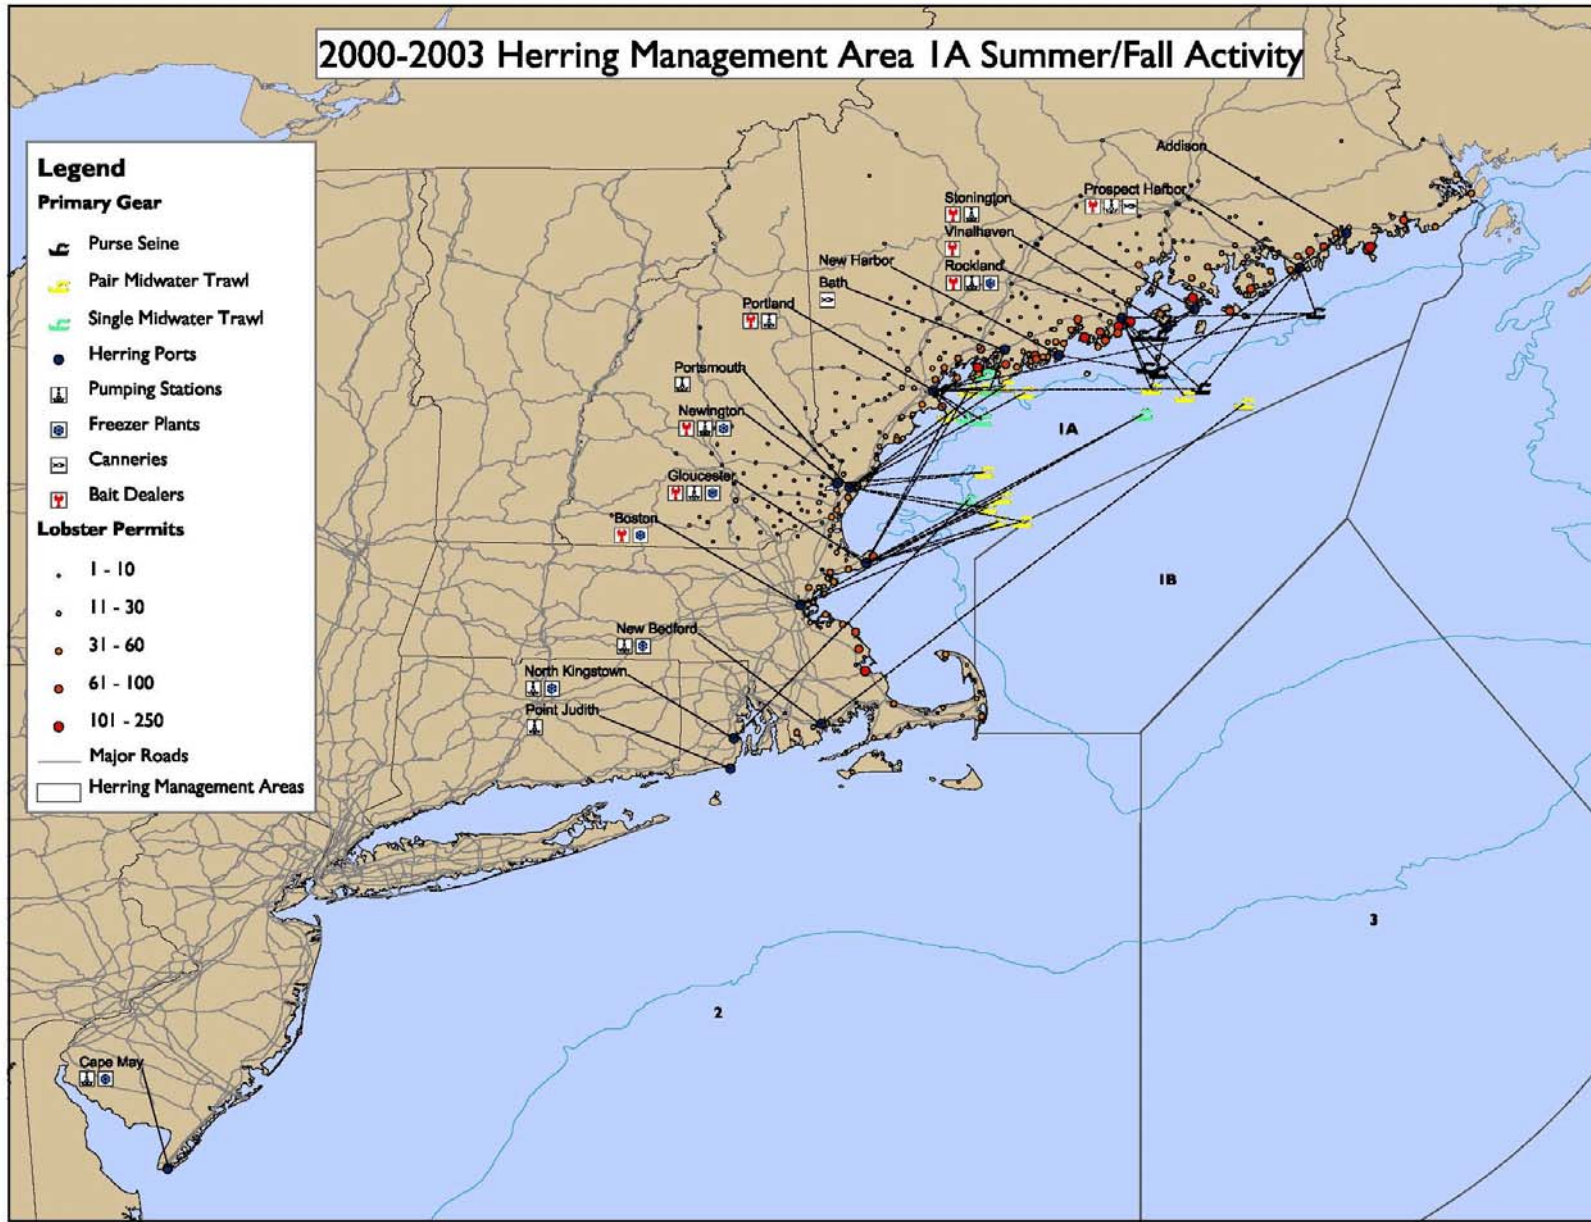 2000-2003 Herring Management Area 1A Summer/Fall Activity
Legend
Primary Gear
Purse Seine
Pair Midwater Trawl
Single Midwater Trawl
Herring Ports
Pumping Stations
Freezer Plants
Canneries
Bait Dealers
Lobster Permits
1 - 10
11 - 30
31 - 60
61 - 100
101 - 250
Major Roads
Herring Management Areas
Addison
Prospect Harbor
Stonington
Vinalhaven
Rockland
New Harbor
Bath
Portland
Portsmouth
Newington
Gloucester
Boston
New Bedford
North Kingstown
Point Judith
Cape May
1A
1B
2
3